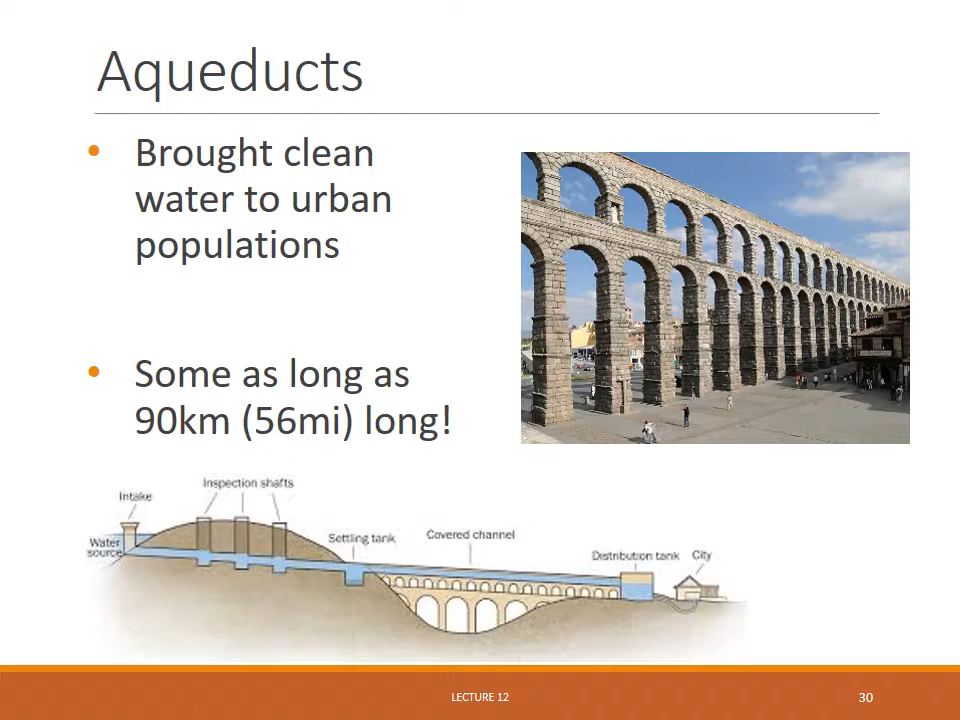 Aqueducts
• Brought clean
water to urban
populations
• Some as long as
90km (56mi) long!
Inspection shafts
Intake
Water
source
Settling tank
Covered channel
Distribution tank
City
LECTURE 12
30